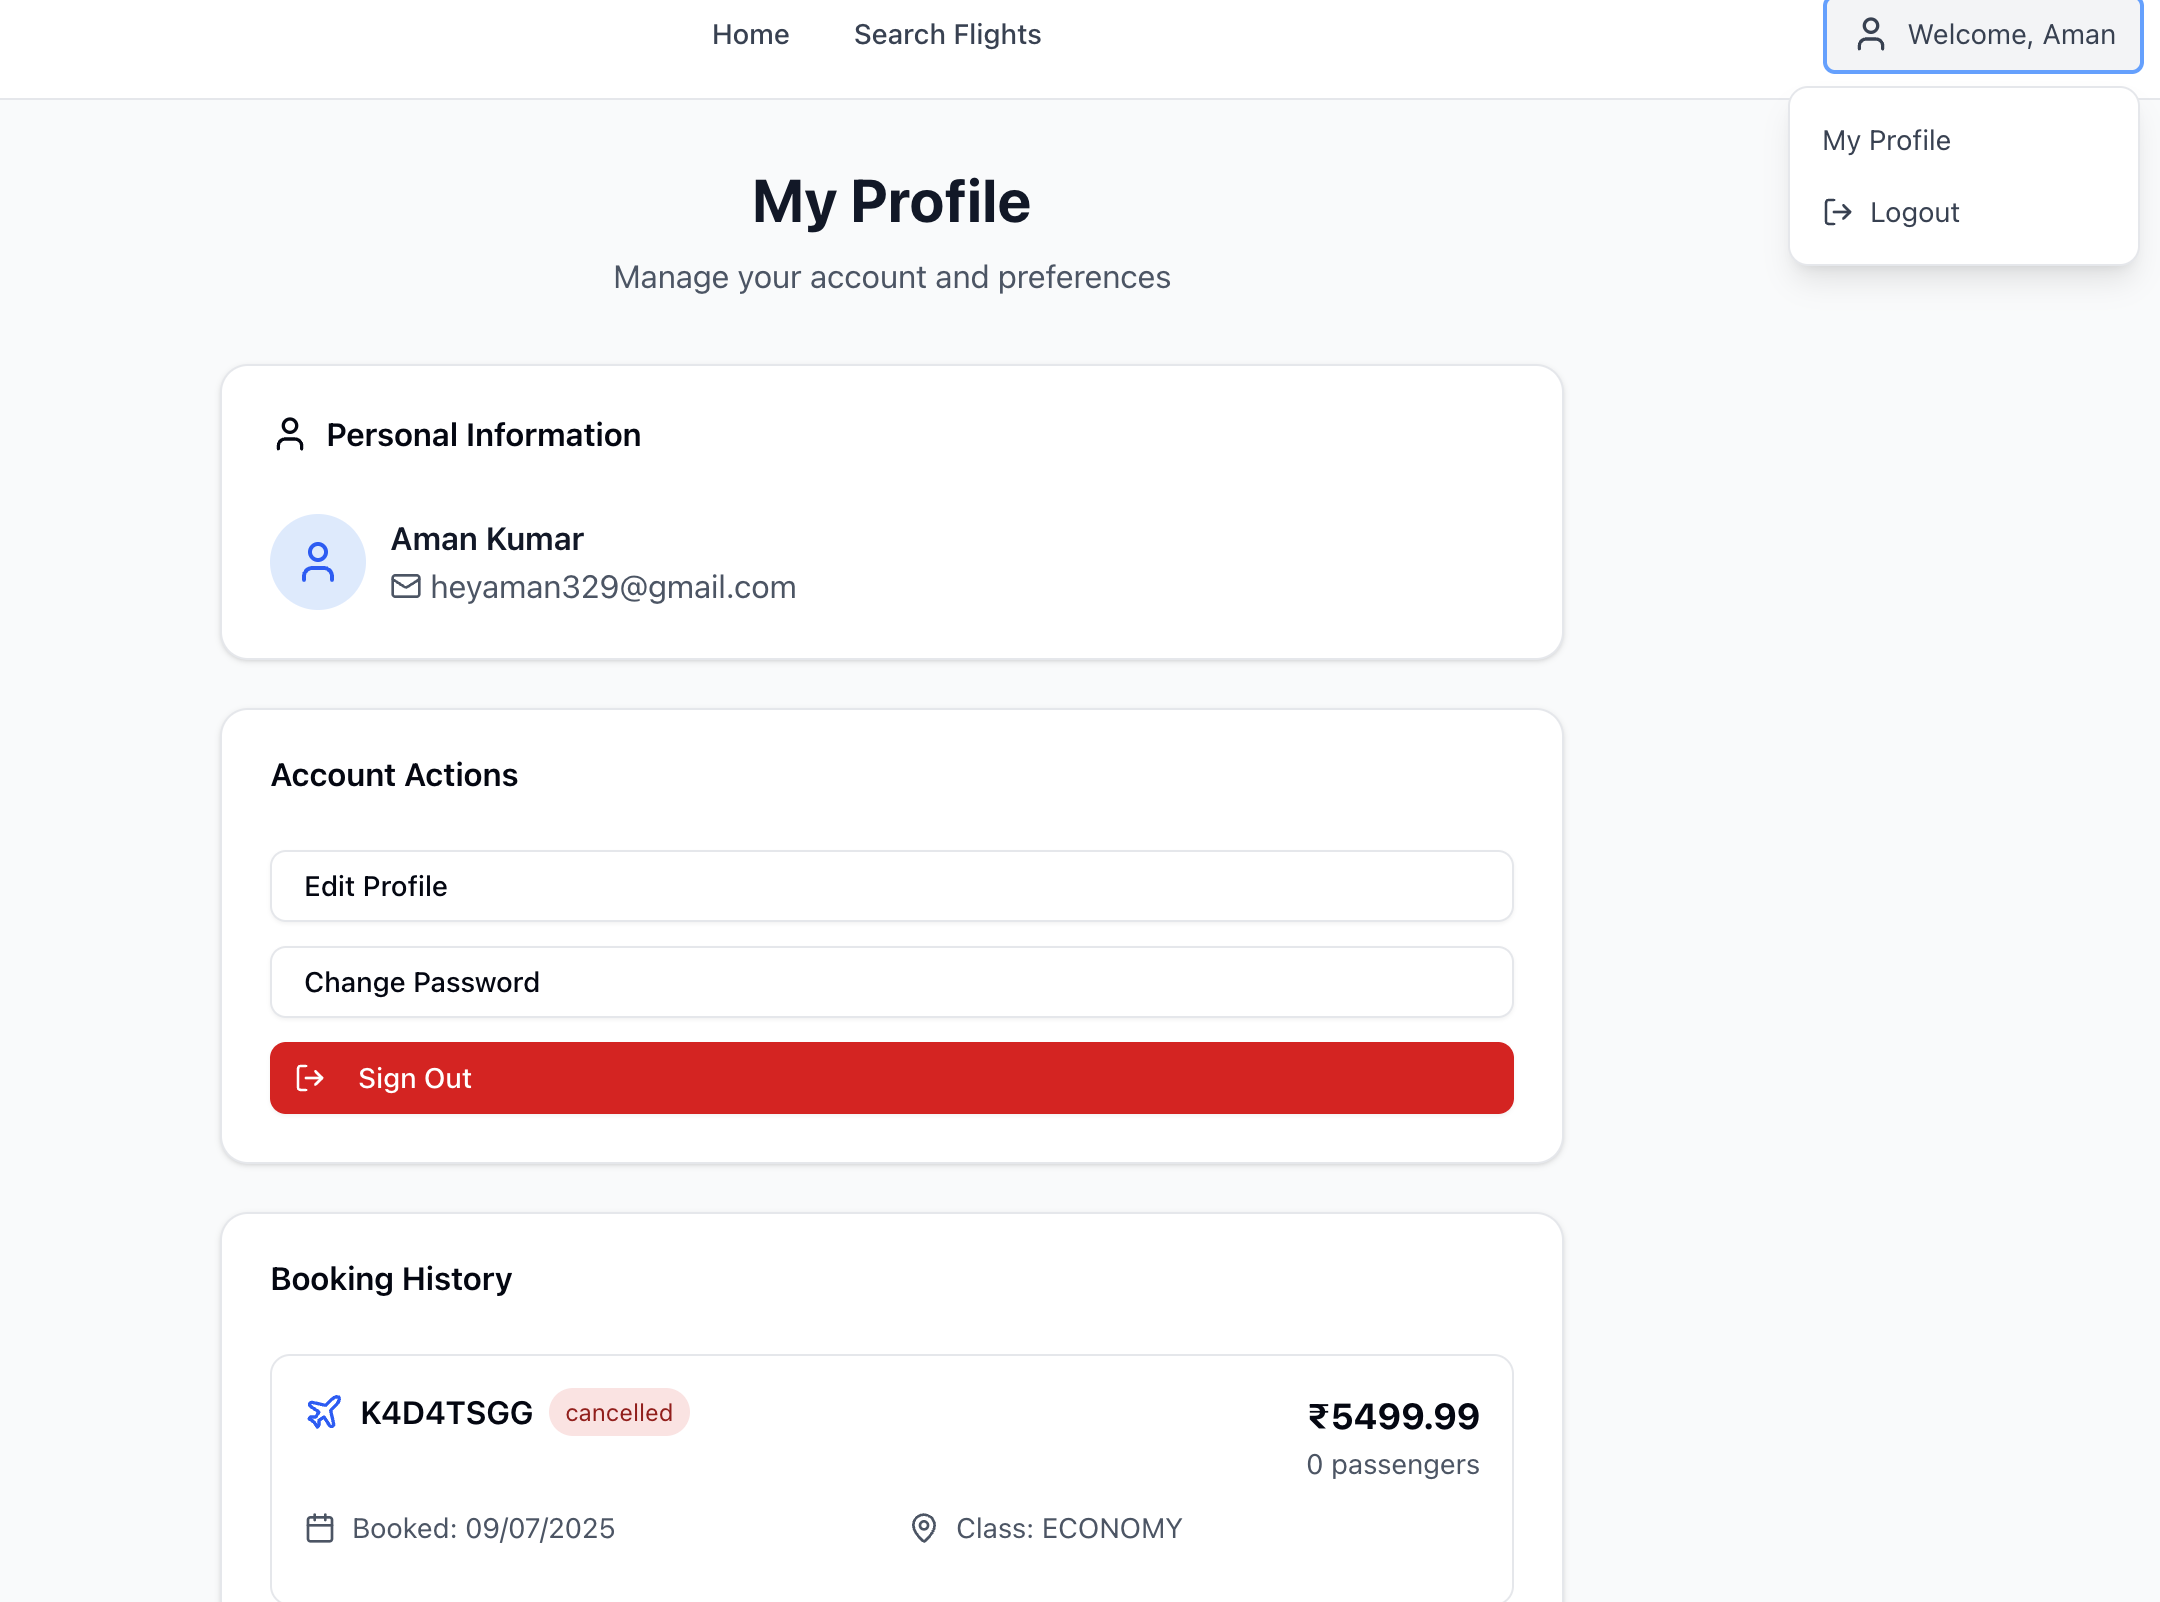 Home
Search Flights
Welcome, Aman
My Profile
Logout
My Profile
Manage your account and preferences
Personal Information
Aman Kumar
heyaman329@gmail.com
Account Actions
Edit Profile
Change Password
Sign Out
Booking History
K4D4TSGG
cancelled
₹5499.99
0 passengers
Booked: 09/07/2025
Class: ECONOMY